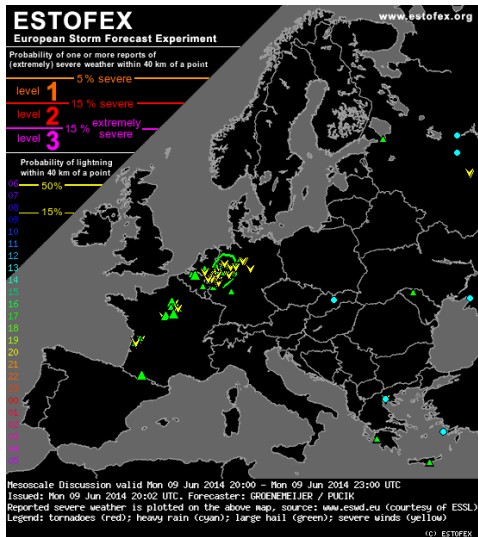 ESTOFEX
www.estofex.org
European Storm Forecast Experiment
Probability of one or more reports of
(extremely) severe weather within 40 km of a point
5 % severe
level 1
15 % severe
level 2
15 % extremely severe
level 3
Probability of lightning
within 40 km of a point
50%
15%
06
07
08
09
10
11
12
13
14
15
16
17
18
19
20
21
22
23
00
01
02
03
04
05
Mesoscale Discussion valid Mon 09 Jun 2014 20:00 - Mon 09 Jun 2014 23:00 UTC
Issued: Mon 09 Jun 2014 20:02 UTC. Forecaster: GROENEMEIJER / PUCIK
Reported severe weather is plotted on the above map, source: www.eswd.eu (courtesy of ESSL)
Legend: tornadoes (red); heavy rain (cyan); large hail (green); severe winds (yellow)
(C) ESTOFEX